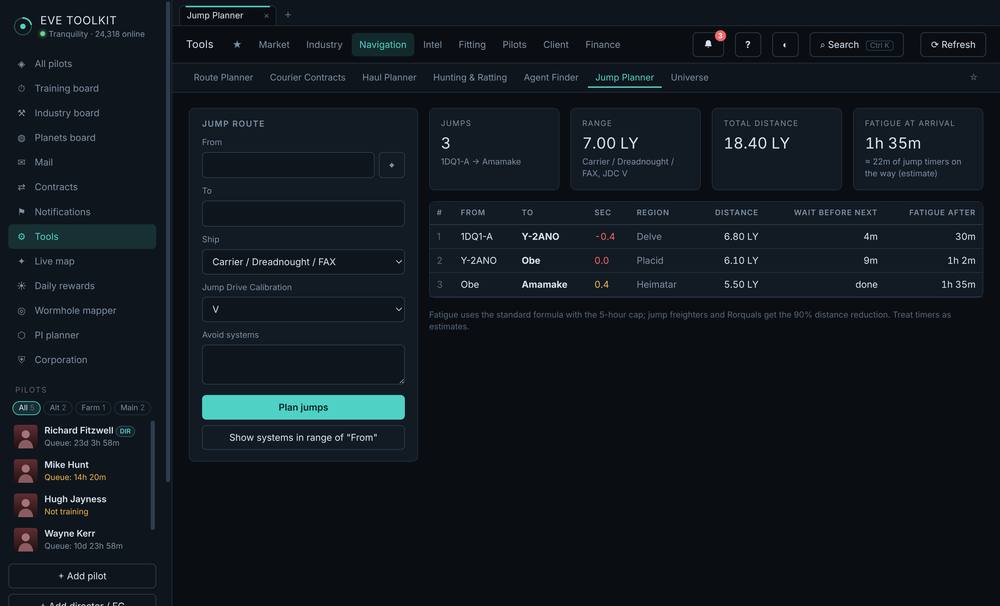 EVE TOOLKIT
Tranquility · 24,318 online
All pilots
Training board
Industry board
Planets board
Mail
Contracts
Notifications
Tools
Live map
Daily rewards
Wormhole mapper
PI planner
Corporation
PILOTS
All 5
Alt 2
Farm 1
Main 2
Richard Fitzwell DIR
Queue: 23d 3h 58m
Mike Hunt
Queue: 14h 20m
Hugh Jayness
Not training
Wayne Kerr
Queue: 10d 23h 58m
+ Add pilot
+ Add director / FC
Jump Planner × +
Tools ★ Market Industry Navigation Intel Fitting Pilots Client Finance 3 ? Search Ctrl K Refresh
Route Planner Courier Contracts Haul Planner Hunting & Ratting Agent Finder Jump Planner Universe
JUMP ROUTE
From
To
Ship
Carrier / Dreadnought / FAX
Jump Drive Calibration
V
Avoid systems
Plan jumps
Show systems in range of "From"
JUMPS
3
1DQ1-A → Amamake
RANGE
7.00 LY
Carrier / Dreadnought /
FAX, JDC V
TOTAL DISTANCE
18.40 LY
FATIGUE AT ARRIVAL
1h 35m
≈ 22m of jump timers on
the way (estimate)
# FROM TO SEC REGION DISTANCE WAIT BEFORE NEXT FATIGUE AFTER
1 1DQ1-A Y-2ANO -0.4 Delve 6.80 LY 4m 30m
2 Y-2ANO Obe 0.0 Placid 6.10 LY 9m 1h 2m
3 Obe Amamake 0.4 Heimatar 5.50 LY done 1h 35m
Fatigue uses the standard formula with the 5-hour cap; jump freighters and Rorquals get the 90% distance reduction. Treat timers as
estimates.